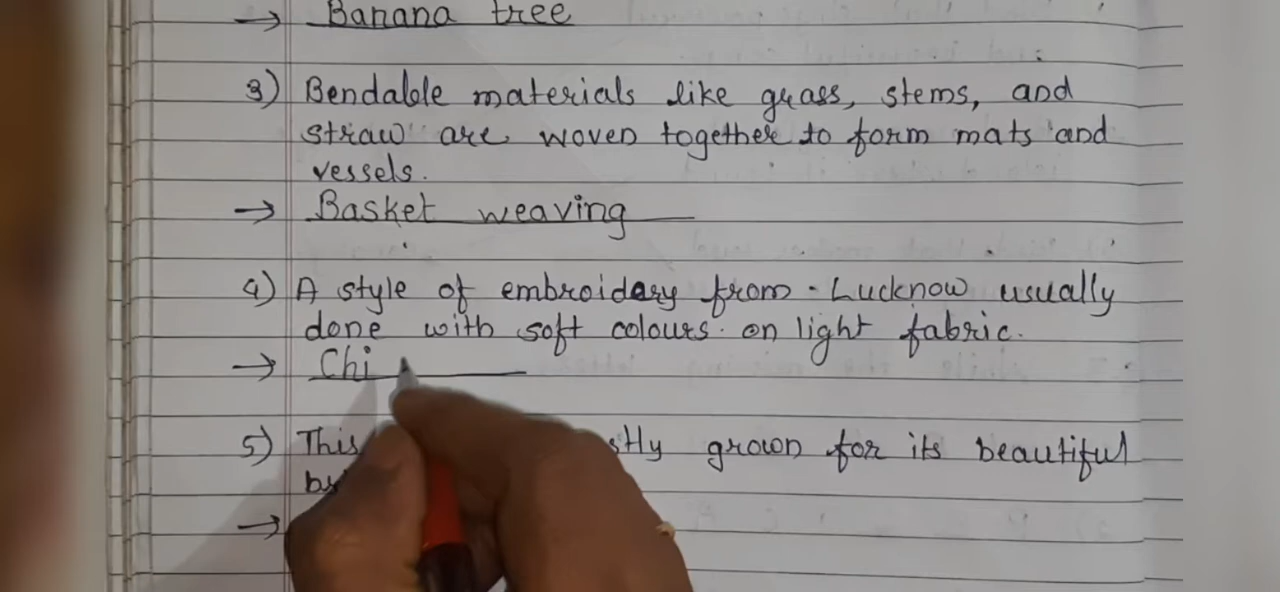 → Banana tree
3) Bendable materials like grass, stems, and
straw are woven together to form mats and
vessels.
→ Basket weaving
4) A style of embroidery from Lucknow usually
done with soft colours on light fabric.
→ Chi
5) This grown for its beautiful
→